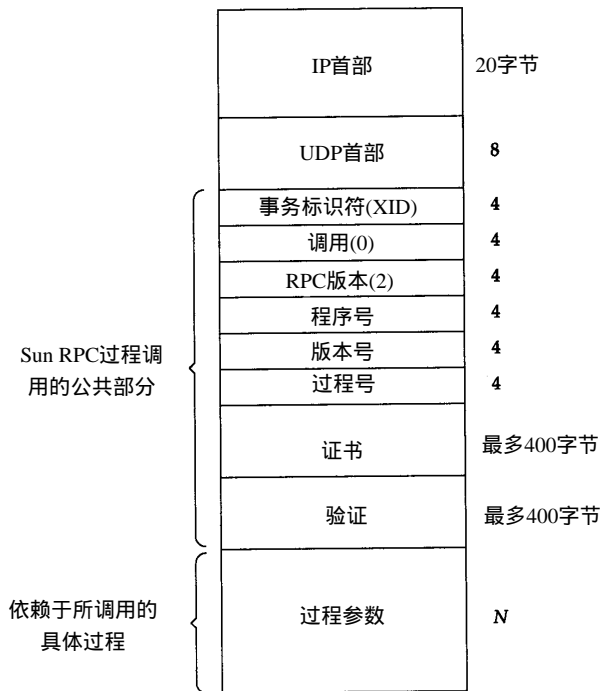 IP首部
20字节
UDP首部
8
事务标识符(XID)
4
调用(0)
4
RPC版本(2)
4
程序号
4
版本号
4
过程号
4
Sun RPC过程调
用的公共部分
证书
最多400字节
验证
最多400字节
依赖于所调用的
具体过程
过程参数
N